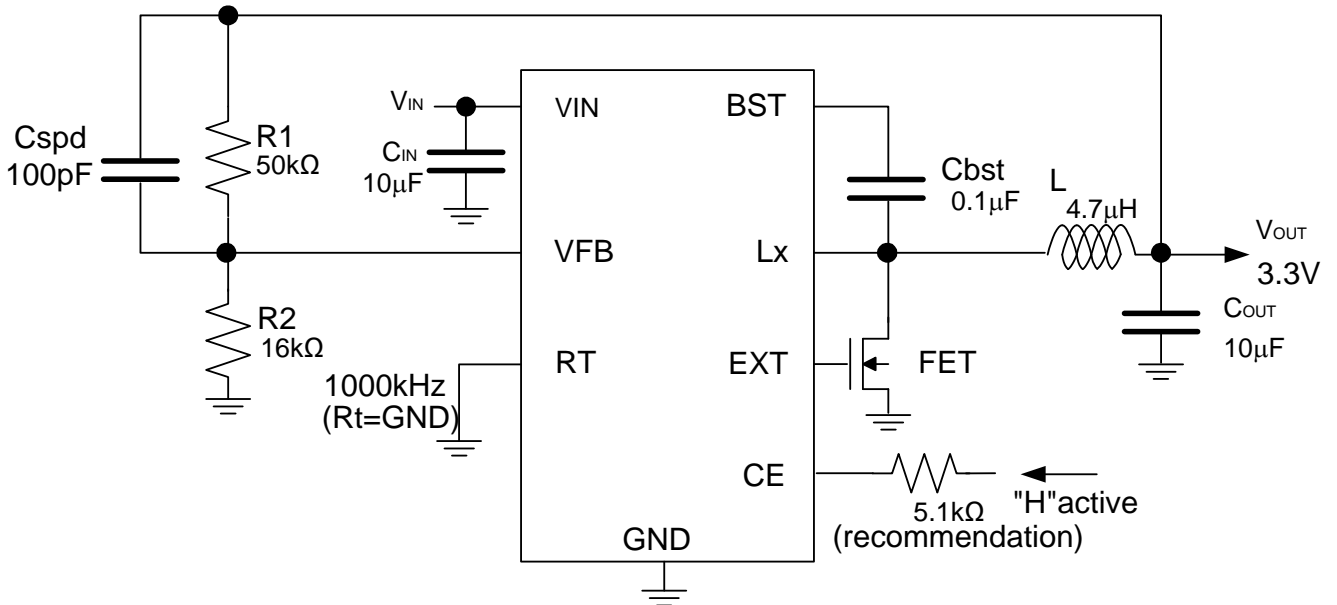 Cspd
100pF
R1
50kΩ
R2
16kΩ
VIN
CIN
10μF
VIN
VFB
RT
BST
Lx
EXT
CE
GND
1000kHz
(Rt=GND)
Cbst
0.1μF
L
4.7μH
VOUT
3.3V
COUT
10μF
FET
5.1kΩ
(recommendation)
"H"active